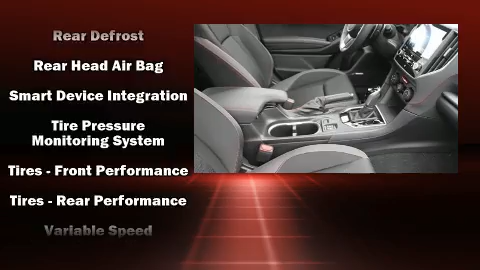 Rear Defrost
Rear Head Air Bag
Smart Device Integration
Tire Pressure
Monitoring System
Tires - Front Performance
Tires - Rear Performance
Variable Speed